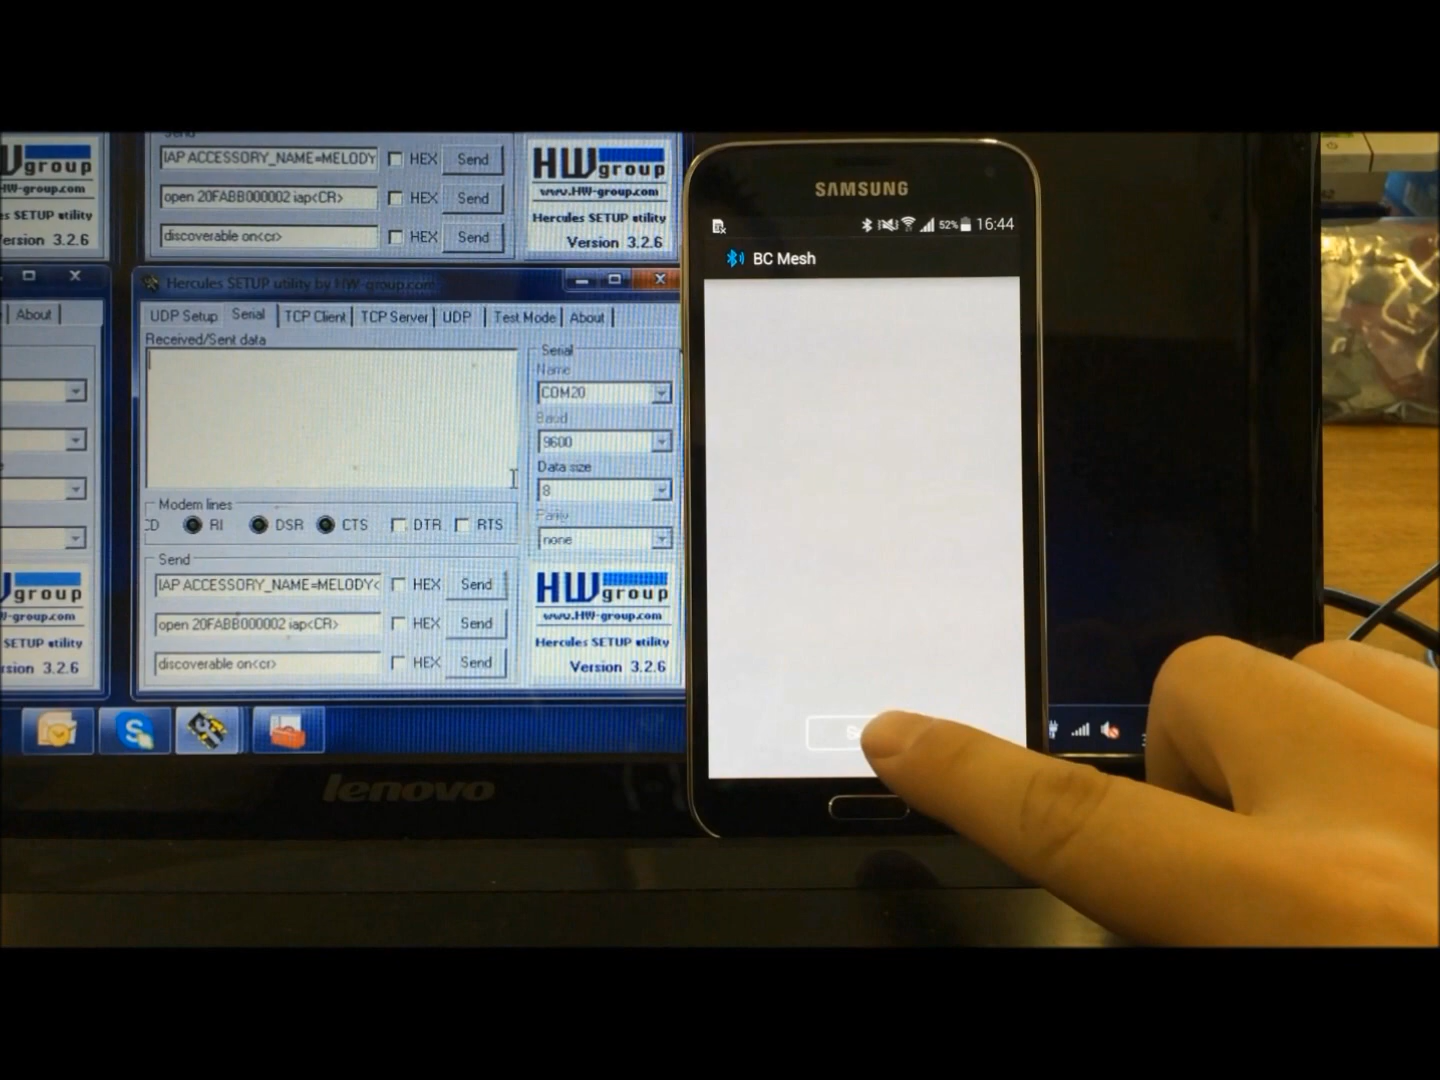 Send
IAP ACCESSORY_NAME=MELODY HEX Send
open 20FABB000002 iap<CR> HEX Send
discoverable on<cr> HEX Send
group
HW-group.com
SETUP utility
Version 3.2.6
HW group
www.HW-group.com
Hercules SETUP utility
Version 3.2.6
About
group
HW-group.com
SETUP utility
Version 3.2.6
Hercules SETUP utility by HW-group.com
UDP Setup Serial TCP Client TCP Server UDP Test Mode About
Received/Sent data
Serial
Name
COM20
Baud
9600
Data size
8
Parity
none
Modem lines
CD RI DSR CTS DTR RTS
Send
IAP ACCESSORY_NAME=MELODY< HEX Send
open 20FABB000002 iap<CR> HEX Send
discoverable on<cr> HEX Send
HW group
www.HW-group.com
Hercules SETUP utility
Version 3.2.6
lenovo
SAMSUNG
52% 16:44
BC Mesh